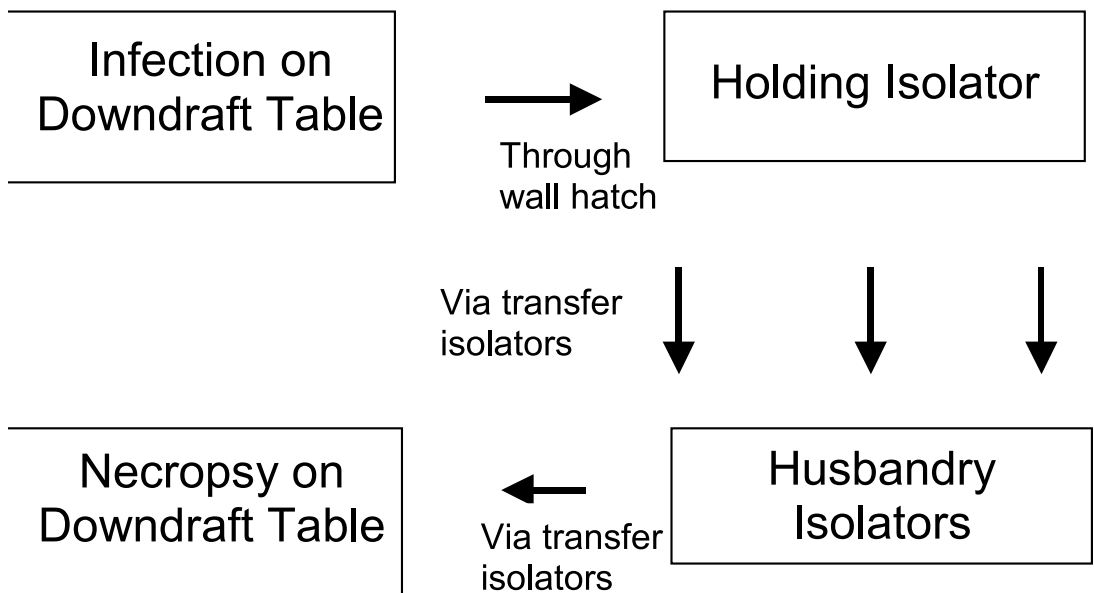 Infection on
Downdraft Table
Holding Isolator
Through
wall hatch
Via transfer
isolators
Necropsy on
Downdraft Table
Husbandry
Isolators
Via transfer
isolators